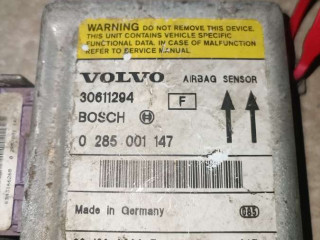 WARNING DO NOT REMOVE THIS DEVICE.
THIS UNIT CONTAINS VEHICLE SPECIFIC
FUNCTIONAL DATA. IN CASE OF MALFUNCTION
REFER TO SERVICE MANUAL
VOLVO AIRBAG SENSOR
30611294 F
BOSCH
0 285 001 147
Made in Germany 085